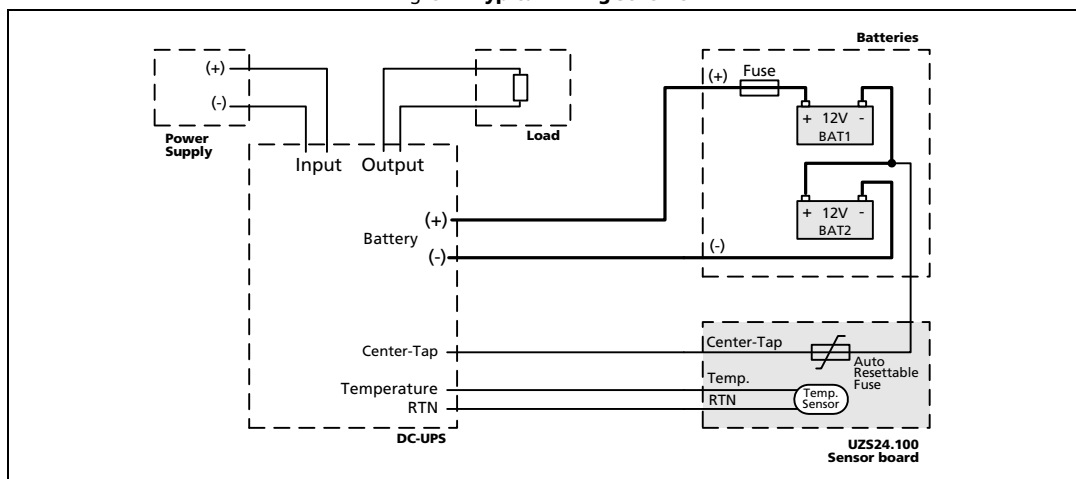 Batteries
(+)
Fuse
(+)
(-)
Power
Supply
Load
+ 12V -
BAT1
Input Output
+ 12V -
BAT2
(+)
Battery
(-)
(-)
Center-Tap
Center-Tap
Auto
Resettable
Fuse
Temperature
Temp.
RTN
RTN
Temp.
Sensor
DC-UPS
UZS24.100
Sensor board